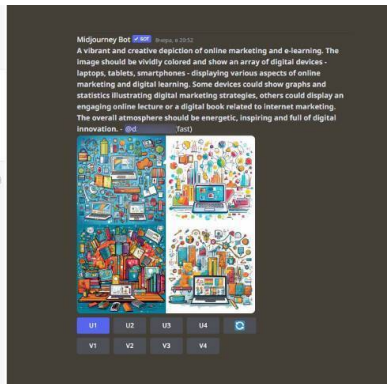 Midjourney Bot ✓ БОТ Вчера, в 20:52
A vibrant and creative depiction of online marketing and e-learning. The
image should be vividly colored and show an array of digital devices -
laptops, tablets, smartphones - displaying various aspects of online
marketing and digital learning. Some devices could show graphs and
statistics illustrating digital marketing strategies, others could display an
engaging online lecture or a digital book related to internet marketing.
The overall atmosphere should be energetic, inspiring and full of digital
innovation. - @d fast)
U1 U2 U3 U4
V1 V2 V3 V4